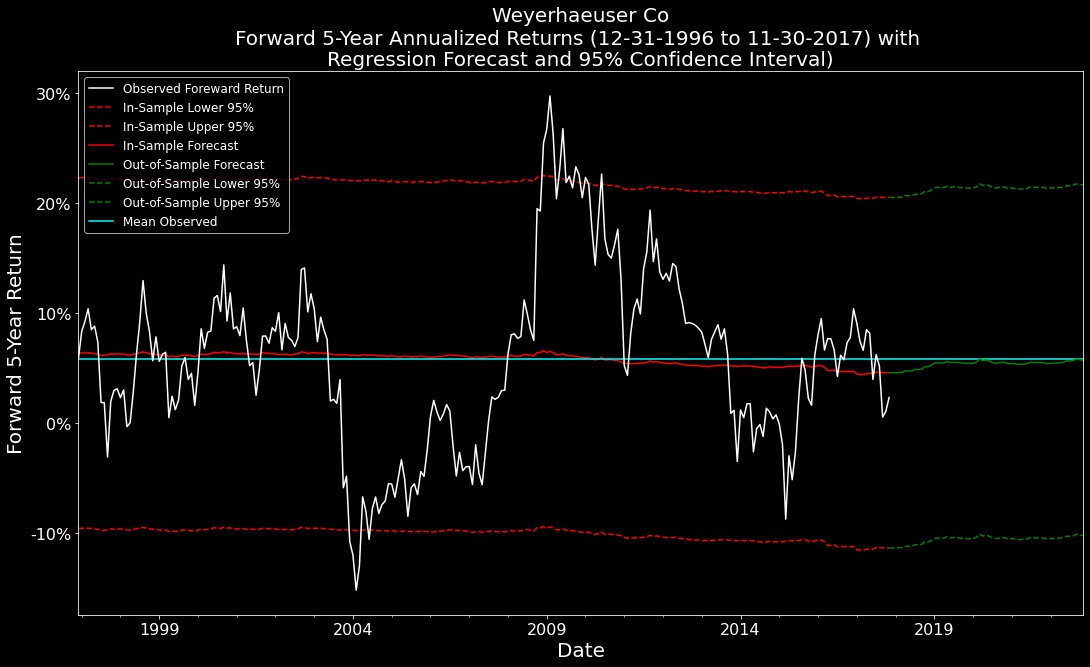 Weyerhaeuser Co
Forward 5-Year Annualized Returns (12-31-1996 to 11-30-2017) with
Regression Forecast and 95% Confidence Interval)
Observed Foreward Return
In-Sample Lower 95%
In-Sample Upper 95%
In-Sample Forecast
Out-of-Sample Forecast
Out-of-Sample Lower 95%
Out-of-Sample Upper 95%
Mean Observed
Forward 5-Year Return
30%
20%
10%
0%
-10%
1999
2004
2009
2014
2019
Date